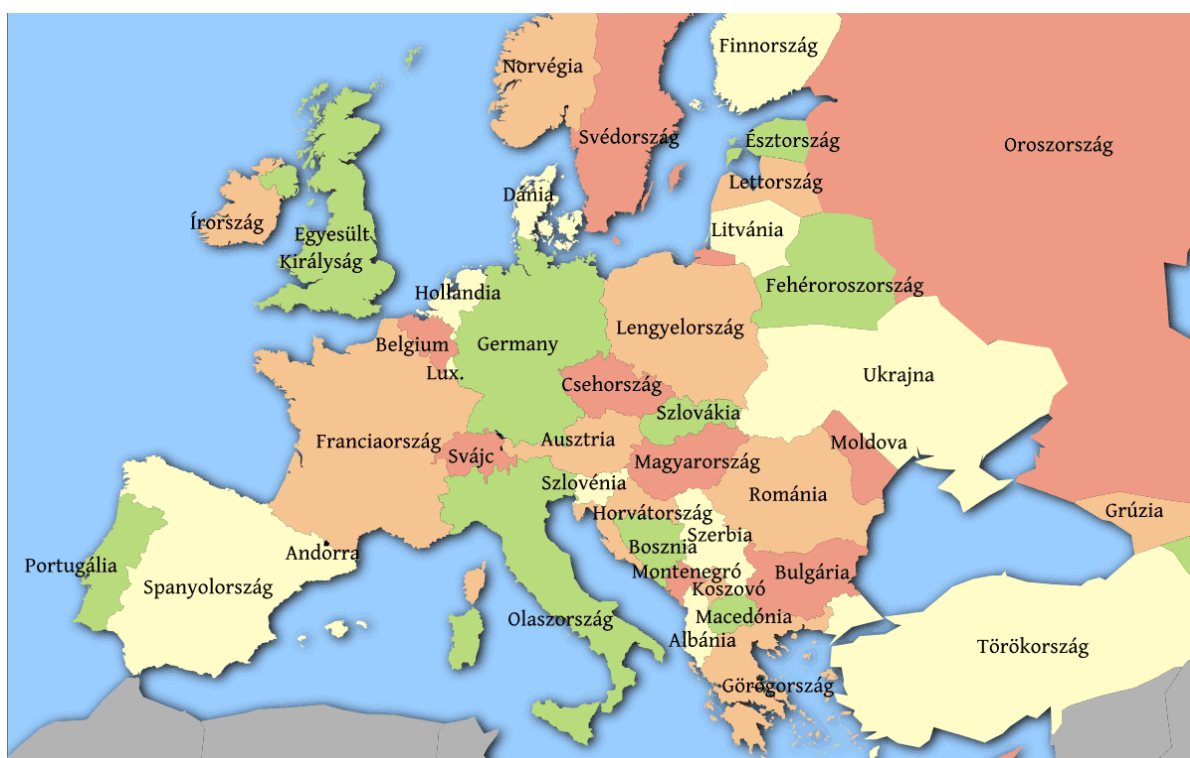 Finnország
Norvégia
Svédország
Észtország
Oroszország
Lettország
Dánia
Írország
Egyesült
Királyság
Litvánia
Fehéroroszország
Hollandia
Lengyelország
Belgium
Germany
Lux.
Csehország
Ukrajna
Szlovákia
Franciaország
Ausztria
Moldova
Svájc
Magyarország
Szlovénia
Románia
Horvátország
Grúzia
Szerbia
Bosznia
Andorra
Portugália
Montenegró
Bulgária
Spanyolország
Koszovó
Olaszország
Macedónia
Albánia
Törökország
Görögország